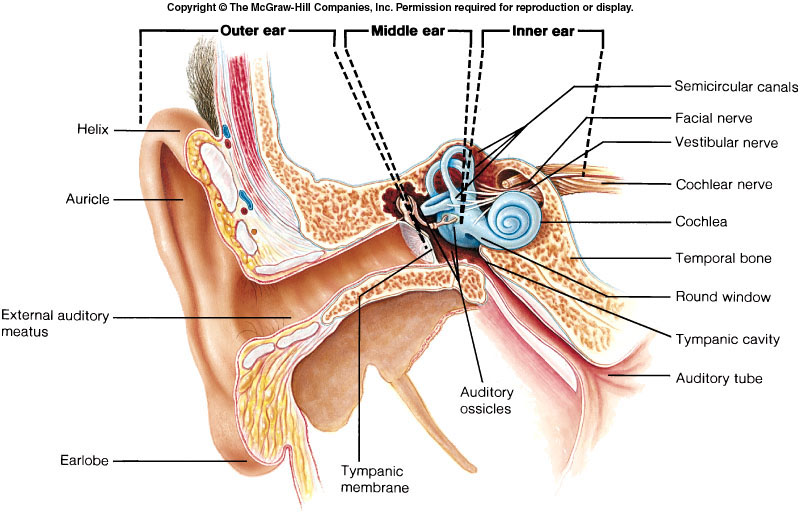 Copyright © The McGraw-Hill Companies, Inc. Permission required for reproduction or display.
Outer ear
Middle ear
Inner ear
Helix
Auricle
External auditory
meatus
Earlobe
Tympanic
membrane
Auditory
ossicles
Semicircular canals
Facial nerve
Vestibular nerve
Cochlear nerve
Cochlea
Temporal bone
Round window
Tympanic cavity
Auditory tube